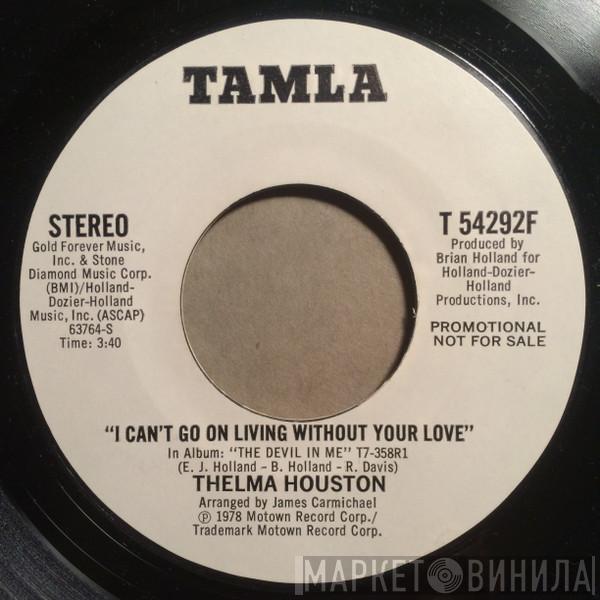 TAMLA
STEREO
Gold Forever Music,
Inc. & Stone
Diamond Music Corp.
(BMI)/Holland-
Dozier-Holland
Music, Inc. (ASCAP)
63764-S
Time: 3:40
T 54292F
Produced by
Brian Holland for
Holland-Dozier-
Holland
Productions, Inc.
PROMOTIONAL
NOT FOR SALE
"I CAN'T GO ON LIVING WITHOUT YOUR LOVE"
In Album: "THE DEVIL IN ME" T7-358R1
(E. J. Holland – B. Holland – R. Davis)
THELMA HOUSTON
Arranged by James Carmichael
℗ 1978 Motown Record Corp./
Trademark Motown Record Corp.
МАРКЕТ ВИНИЛА